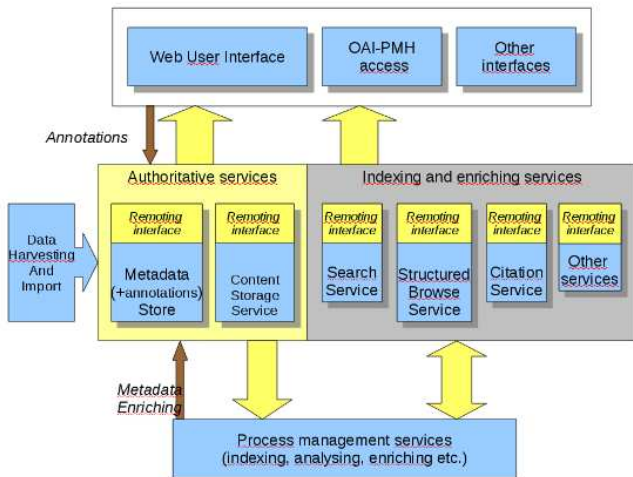 Web User Interface
OAI-PMH
access
Other
interfaces
Annotations
Authoritative services
Indexing and enriching services
Data
Harvesting
And
Import
Remoting
interface
Metadata
(+annotations)
Store
Remoting
interface
Content
Storage
Service
Remoting
interface
Search
Service
Remoting
interface
Structured
Browse
Service
Remoting
interface
Citation
Service
Remoting
interface
Other
services
Metadata
Enriching
Process management services
(indexing, analysing, enriching etc.)